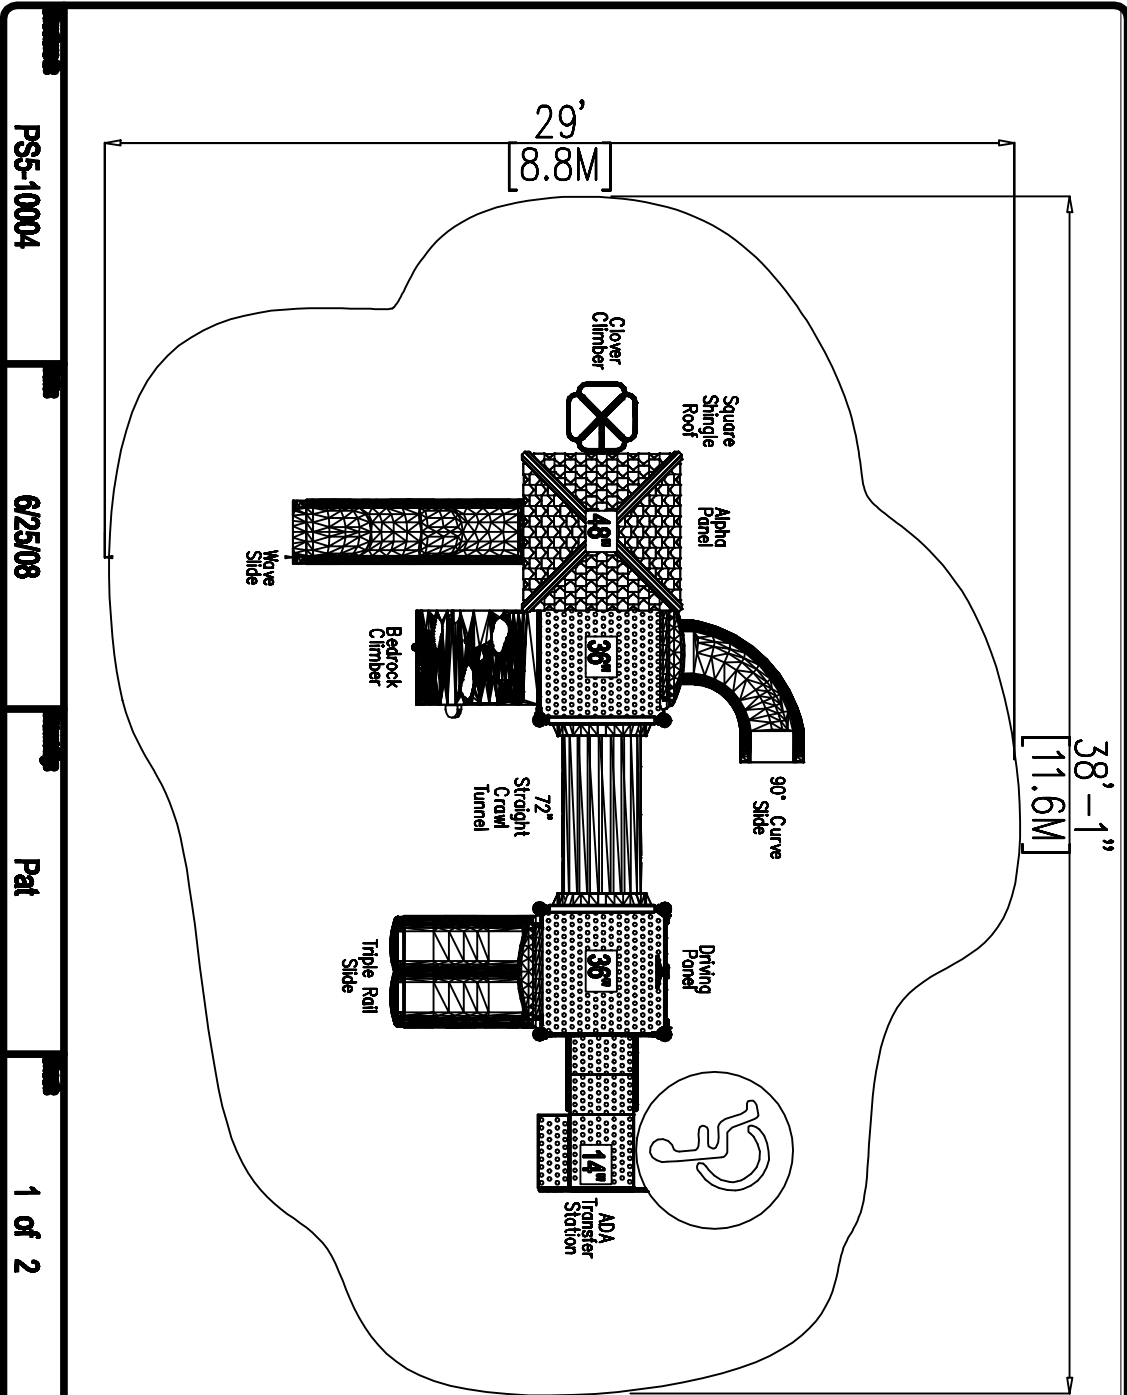 29'
[8.8M]
38'-1"
[11.6M]
Clover
Climber
Square
Shingle
Roof
Alpha
Panel
48"
Wave
Slide
36"
Bedrock
Climber
90° Curve
Slide
72"
Straight
Crawl
Tunnel
Driving
Panel
36"
Triple Rail
Slide
14"
ADA
Transfer
Station
PS5-10004
6/25/08
Pat
1 of 2